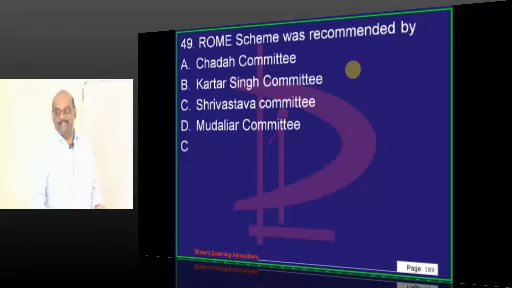 49. ROME Scheme was recommended by
A. Chadah Committee
B. Kartar Singh Committee
C. Shrivastava committee
D. Mudaliar Committee
C
Page 189